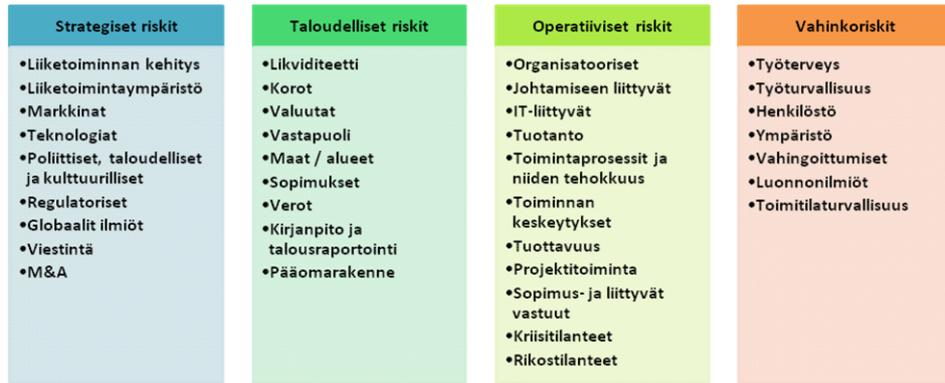 Strategiset riskit
•Liiketoiminnan kehitys
•Liiketoimintaympäristö
•Markkinat
•Teknologiat
•Poliittiset, taloudelliset
ja kulttuurilliset
•Regulatoriset
•Globaalit ilmiöt
•Viestintä
•M&A
Taloudelliset riskit
•Likviditeetti
•Korot
•Valuutat
•Vastapuoli
•Maat / alueet
•Sopimukset
•Verot
•Kirjanpito ja
talousraportointi
•Pääomarakenne
Operatiiviset riskit
•Organisatooriset
•Johtamiseen liittyvät
•IT-liittyvät
•Tuotanto
•Toimintaprosessit ja
niiden tehokkuus
•Toiminnan
keskeytykset
•Tuottavuus
•Projektitoiminta
•Sopimus- ja liittyvät
vastuut
•Kriisitilanteet
•Rikostilanteet
Vahinkoriskit
•Työterveys
•Työturvallisuus
•Henkilöstö
•Ympäristö
•Vahingoittumiset
•Luonnonilmiöt
•Toimitilaturvallisuus